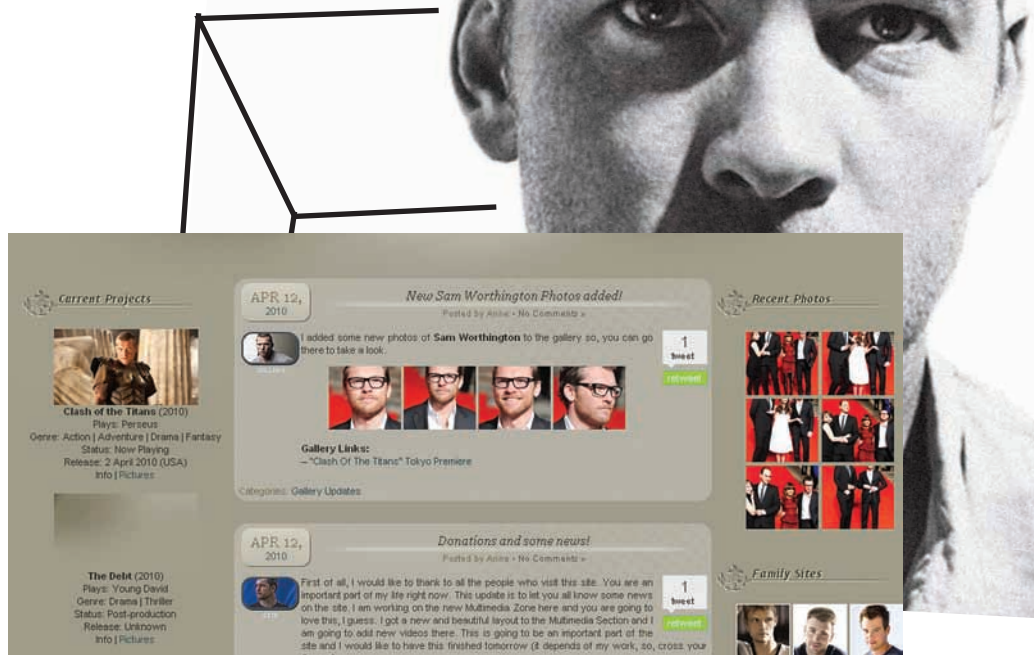 Current Projects
Clash of the Titans (2010)
Plays: Perseus
Genre: Action | Adventure | Drama | Fantasy
Status: Now Playing
Release: 2 April 2010 (USA)
Info | Pictures
The Debt (2010)
Plays: Young David
Genre: Drama | Thriller
Status: Post-production
Release: Unknown
Info | Pictures
APR 12,
2010
New Sam Worthington Photos added!
Posted by Anne • No Comments »
I added some new photos of Sam Worthington to the gallery so, you can go
there to take a look.
1
tweet
retweet
Gallery Links:
– "Clash Of The Titans" Tokyo Premiere
Categories: Gallery Updates
APR 12,
2010
Donations and some news!
Posted by Anne • No Comments »
First of all, I would like to thank to all the people who visit this site. You are an
important part of my life right now. This update is to let you all know some news
on the site. I am working on the new Multimedia Zone here and you are going to
love this, I guess. I got a new and beautiful layout to the Multimedia Section and I
am going to add new videos there. This is going to be an important part of the
site and I would like to have this finished tomorrow (it depends of my work, so, cross your
1
tweet
retweet
Recent Photos
Family Sites